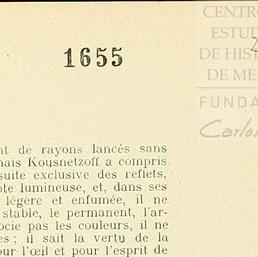 CENTRO
ESTUD
DE HIST
DE ME
FUNDA
Carlos
1655
nt de rayons lancés sans
nais Kousnetzoff a compris
suite exclusive des reflets,
ote lumineuse, et, dans ses
légère et enfumée, il ne
stable, le permanent, l'ar-
ocie pas les couleurs, il ne
es ; il sait la vertu de la
our l'œil et pour l'esprit de